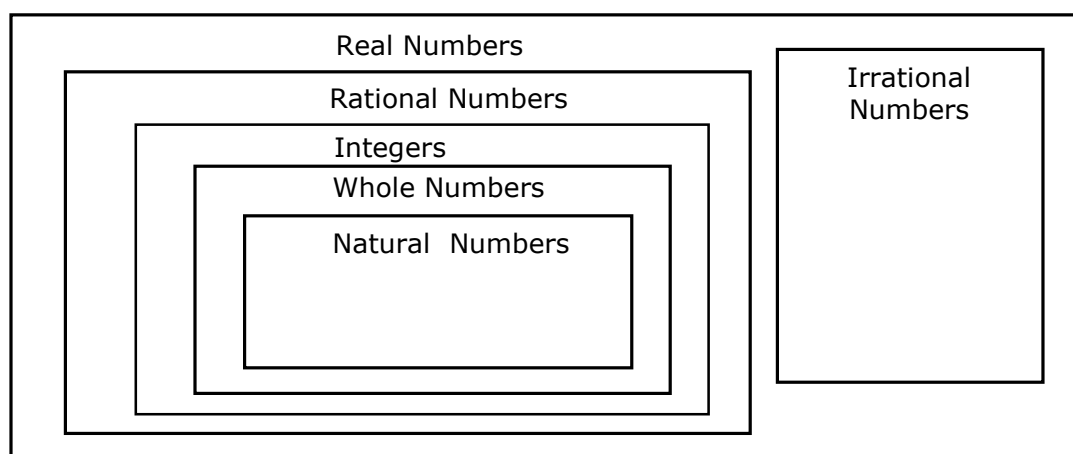 Real Numbers
Rational Numbers
Integers
Whole Numbers
Natural Numbers
Irrational
Numbers